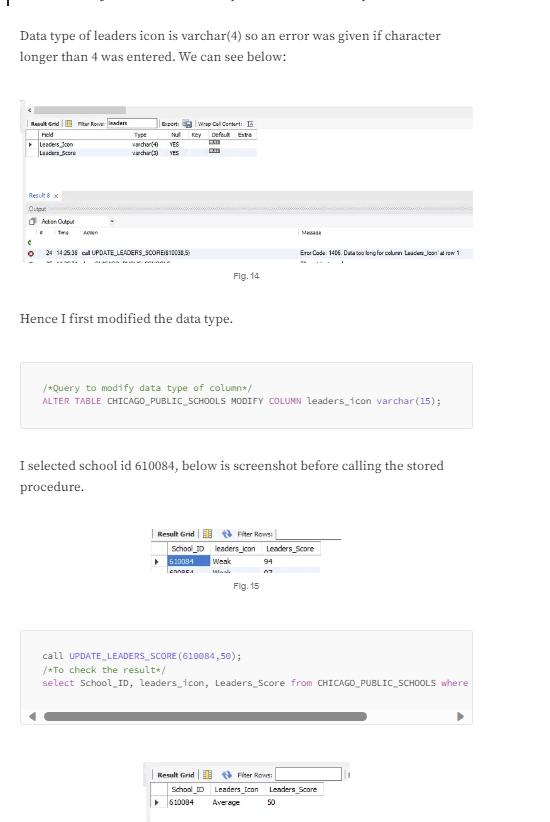 Data type of leaders icon is varchar(4) so an error was given if character
longer than 4 was entered. We can see below:
Result Grid Filter Rows: leaders Export: Wrap Cell Content:
Field Type Null Key Default Extra
Leaders_Icon varchar(4) YES NULL
Leaders_Score varchar(3) YES NULL
Result 8 x
Output
Action Output
# Time Action Message
24 14:25:36 call UPDATE_LEADERS_SCORE(610038,5) Error Code: 1406. Data too long for column 'Leaders_Icon' at row 1
Fig. 14
Hence I first modified the data type.
/*Query to modify data type of column*/
ALTER TABLE CHICAGO_PUBLIC_SCHOOLS MODIFY COLUMN leaders_icon varchar(15);
I selected school id 610084, below is screenshot before calling the stored
procedure.
Result Grid Filter Rows:
School_ID leaders_icon Leaders_Score
610084 Weak 94
Fig. 15
call UPDATE_LEADERS_SCORE(610084,50);
/*To check the result*/
select School_ID, leaders_icon, Leaders_Score from CHICAGO_PUBLIC_SCHOOLS where
Result Grid Filter Rows:
School_ID Leaders_Icon Leaders_Score
610084 Average 50